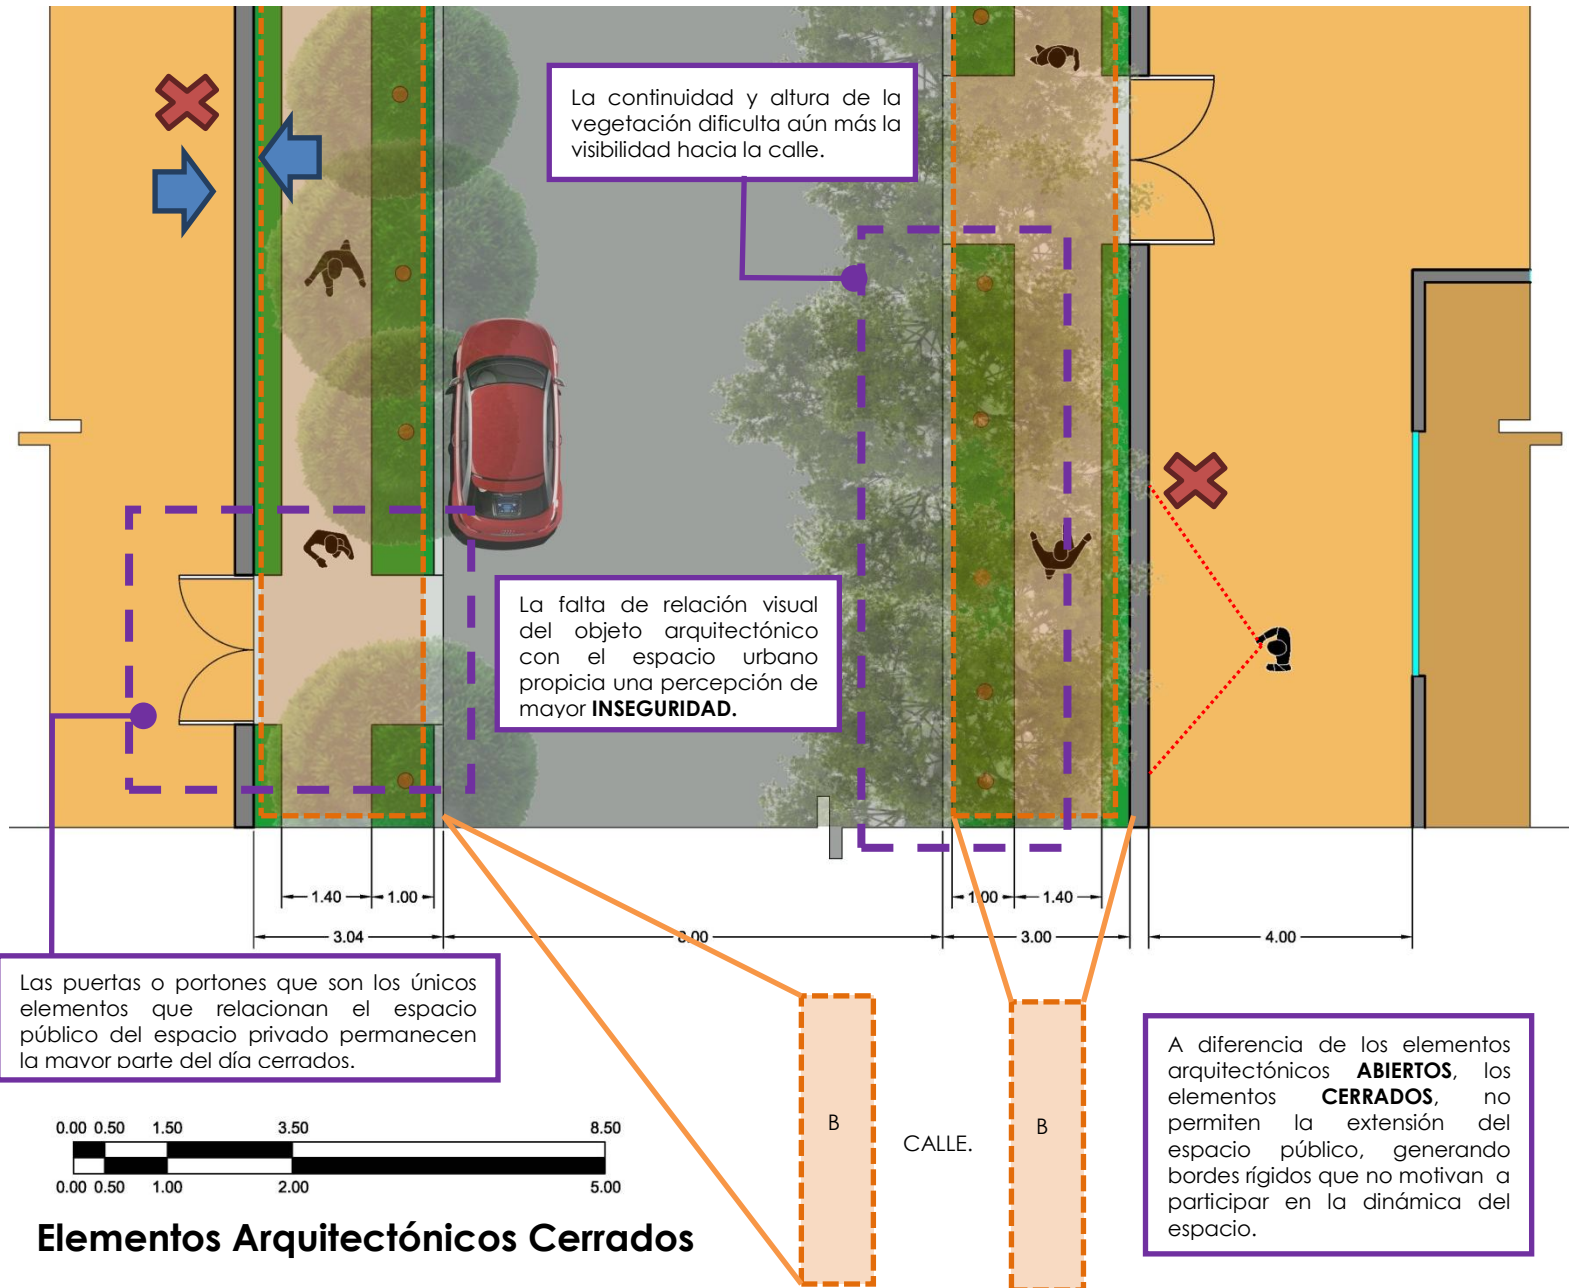 La continuidad y altura de la
vegetación dificulta aún más la
visibilidad hacia la calle.
La falta de relación visual
del objeto arquitectónico
con el espacio urbano
propicia una percepción de
mayor INSEGURIDAD.
1.40 1.00 1.00 1.40
3.04 8.00 3.00 4.00
Las puertas o portones que son los únicos
elementos que relacionan el espacio
público del espacio privado permanecen
la mayor parte del día cerrados.
A diferencia de los elementos
arquitectónicos ABIERTOS, los
elementos CERRADOS, no
permiten la extensión del
espacio público, generando
bordes rígidos que no motivan a
participar en la dinámica del
espacio.
B
CALLE.
B
0.00 0.50 1.50 3.50 8.50
0.00 0.50 1.00 2.00 5.00
Elementos Arquitectónicos Cerrados